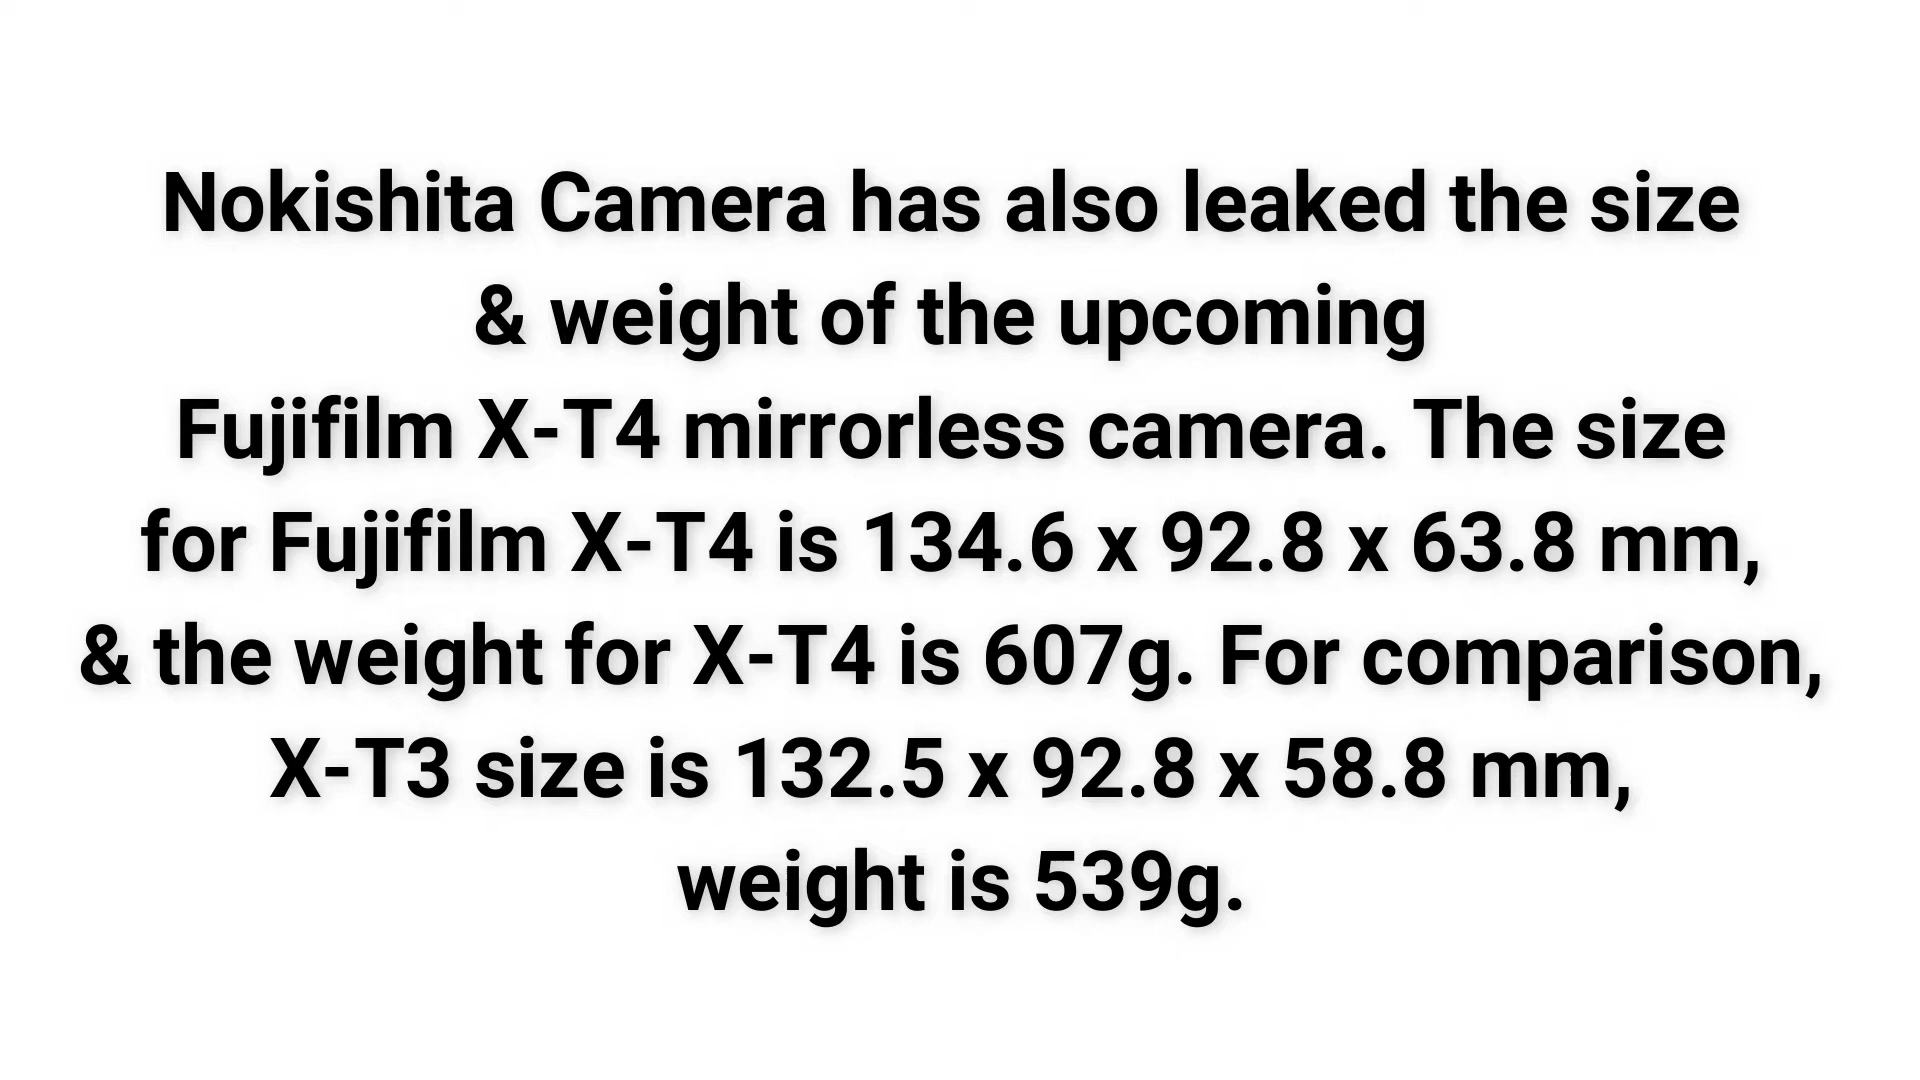 Nokishita Camera has also leaked the size
& weight of the upcoming
Fujifilm X-T4 mirrorless camera. The size
for Fujifilm X-T4 is 134.6 x 92.8 x 63.8 mm,
& the weight for X-T4 is 607g. For comparison,
X-T3 size is 132.5 x 92.8 x 58.8 mm,
weight is 539g.